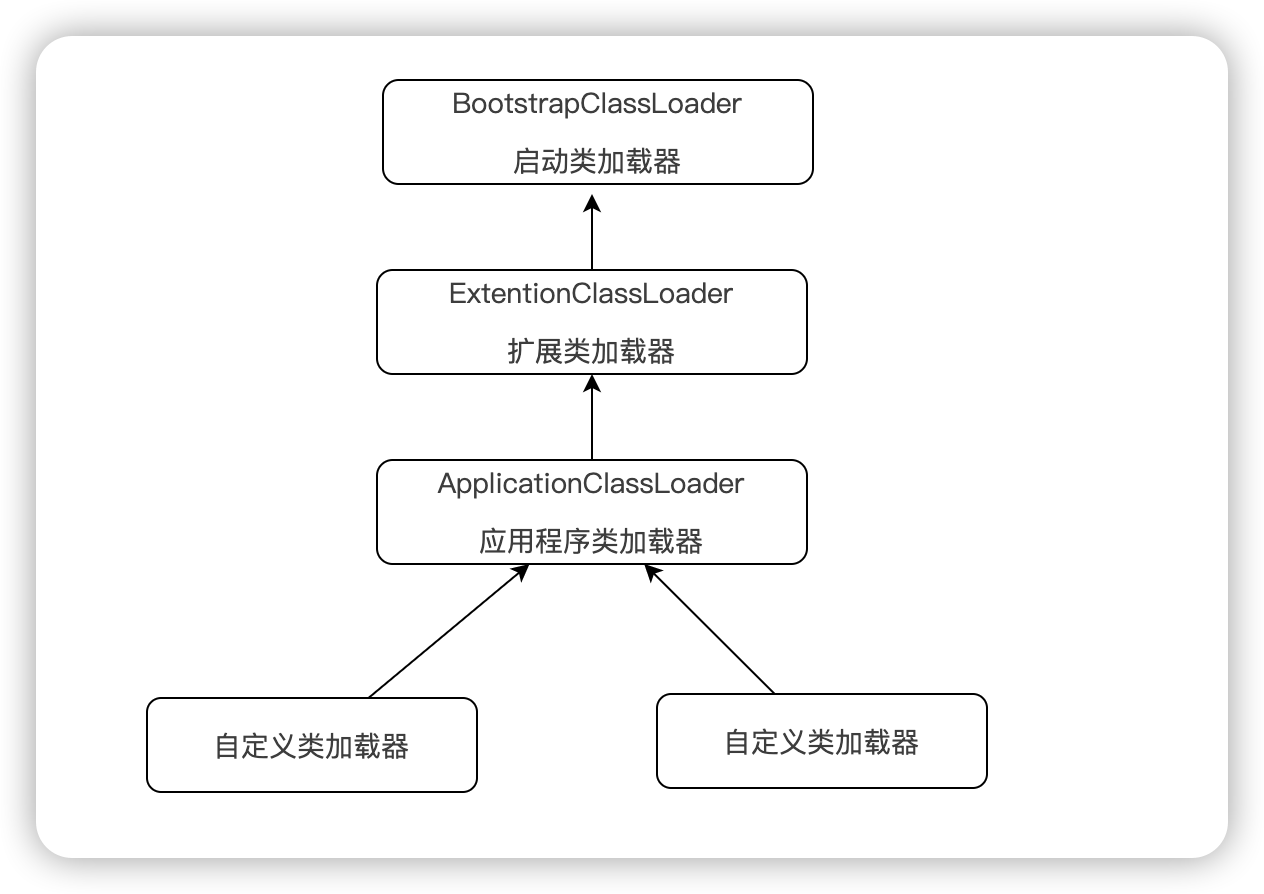 BootstrapClassLoader
启动类加载器
ExtentionClassLoader
扩展类加载器
ApplicationClassLoader
应用程序类加载器
自定义类加载器
自定义类加载器